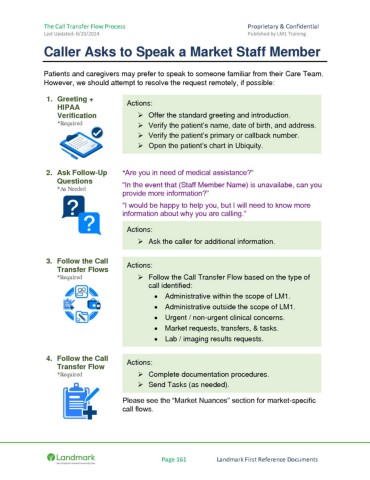 The Call Transfer Flow Process
Proprietary & Confidential
Last Updated: 6/20/2024
Published by LM1 Training
Caller Asks to Speak a Market Staff Member
Patients and caregivers may prefer to speak to someone familiar from their Care Team.
However, we should attempt to resolve the request remotely, if possible:
1. Greeting +
HIPAA
Verification
*Required
Actions:
➢ Offer the standard greeting and introduction.
➢ Verify the patient's name, date of birth, and address.
➢ Verify the patient's primary or callback number.
➢ Open the patient's chart in Ubiquity.
2. Ask Follow-Up
Questions
*As Needed
"Are you in need of medical assistance?"
"In the event that (Staff Member Name) is unavailabe, can you
provide more information?"
"I would be happy to help you, but I will need to know more
information about why you are calling."
Actions:
➢ Ask the caller for additional information.
3. Follow the Call
Transfer Flows
*Required
Actions:
➢ Follow the Call Transfer Flow based on the type of
call identified:
• Administrative within the scope of LM1.
• Administrative outside the scope of LM1.
• Urgent / non-urgent clinical concerns.
• Market requests, transfers, & tasks.
• Lab / imaging results requests.
4. Follow the Call
Transfer Flow
*Required
Actions:
➢ Complete documentation procedures.
➢ Send Tasks (as needed).
Please see the "Market Nuances" section for market-specific
call flows.
Landmark
Page 161
Landmark First Reference Documents